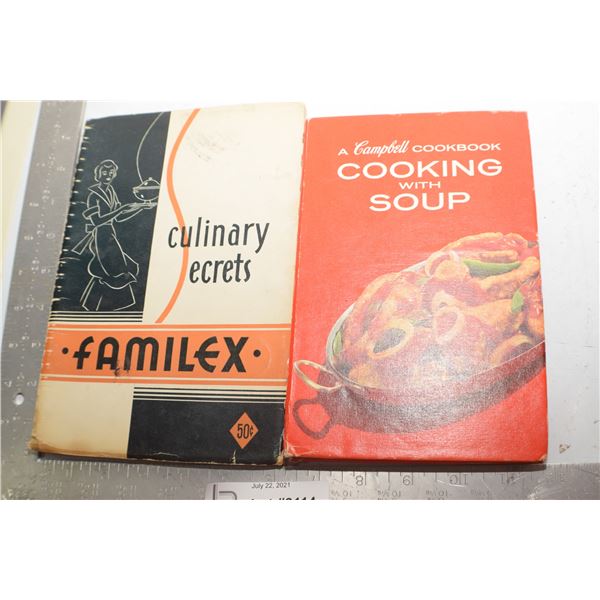 culinary
ecrets
• FAMILEX •
50¢
A Campbell COOKBOOK
COOKING
WITH
SOUP
July 22, 2021